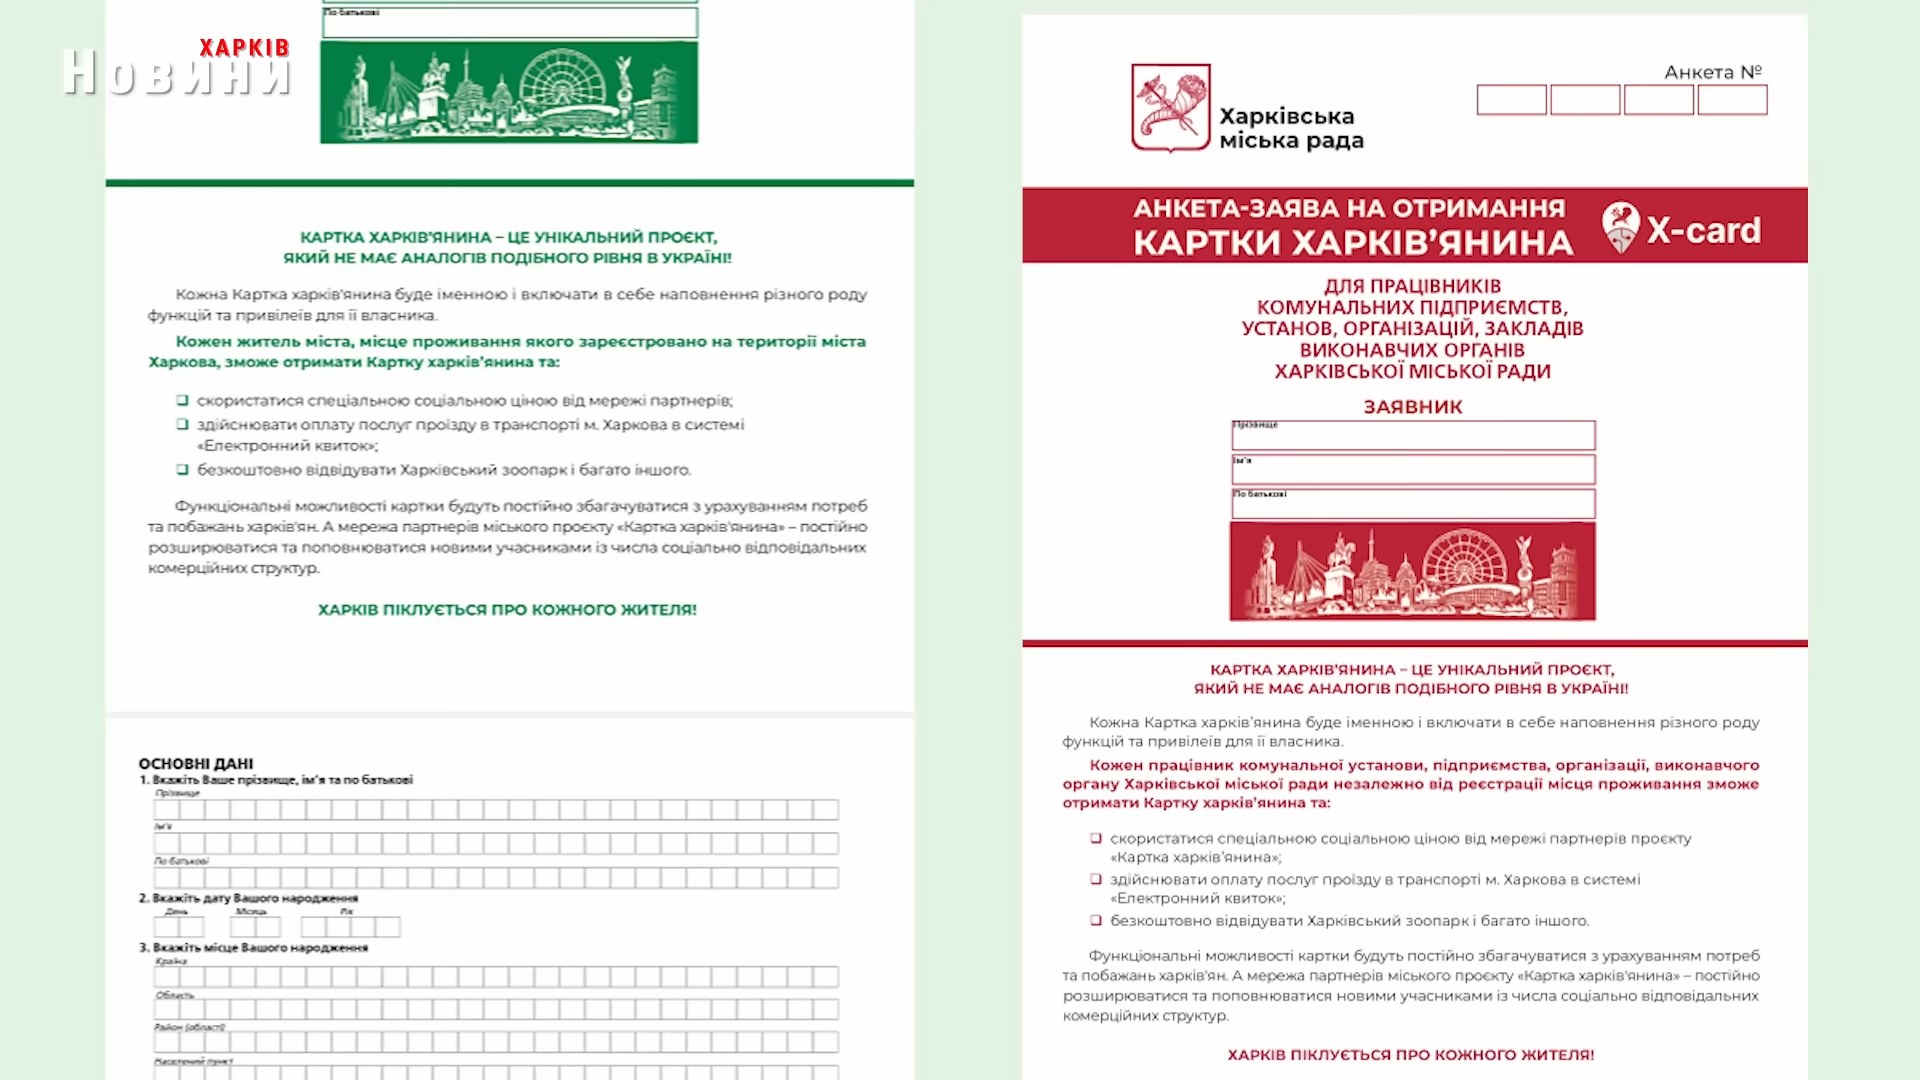 ХАРКІВ
Новини
По батькові
КАРТКА ХАРКІВ'ЯНИНА – ЦЕ УНІКАЛЬНИЙ ПРОЄКТ,
ЯКИЙ НЕ МАЄ АНАЛОГІВ ПОДІБНОГО РІВНЯ В УКРАЇНІ!
Кожна Картка харків'янина буде іменною і включати в себе наповнення різного роду
функцій та привілеїв для її власника.
Кожен житель міста, місце проживання якого зареєстровано на території міста
Харкова, зможе отримати Картку харків'янина та:
❑ скористатися спеціальною соціальною ціною від мережі партнерів;
❑ здійснювати оплату послуг проїзду в транспорті м. Харкова в системі
«Електронний квиток»;
❑ безкоштовно відвідувати Харківський зоопарк і багато іншого.
Функціональні можливості картки будуть постійно збагачуватися з урахуванням потреб
та побажань харків'ян. А мережа партнерів міського проєкту «Картка харків'янина» – постійно
розширюватися та поповнюватися новими учасниками із числа соціально відповідальних
комерційних структур.
ХАРКІВ ПІКЛУЄТЬСЯ ПРО КОЖНОГО ЖИТЕЛЯ!
ОСНОВНІ ДАНІ
1. Вкажіть Ваше прізвище, ім'я та по батькові
Прізвище
Ім'я
По батькові
2. Вкажіть дату Вашого народження
День Місяць Рік
3. Вкажіть місце Вашого народження
Країна
Область
Район (області)
Населений пункт
Харківська
міська рада
Анкета №
АНКЕТА-ЗАЯВА НА ОТРИМАННЯ
КАРТКИ ХАРКІВ'ЯНИНА
X-card
ДЛЯ ПРАЦІВНИКІВ
КОМУНАЛЬНИХ ПІДПРИЄМСТВ,
УСТАНОВ, ОРГАНІЗАЦІЙ, ЗАКЛАДІВ
ВИКОНАВЧИХ ОРГАНІВ
ХАРКІВСЬКОЇ МІСЬКОЇ РАДИ
ЗАЯВНИК
Прізвище
Ім'я
По батькові
КАРТКА ХАРКІВ'ЯНИНА – ЦЕ УНІКАЛЬНИЙ ПРОЄКТ,
ЯКИЙ НЕ МАЄ АНАЛОГІВ ПОДІБНОГО РІВНЯ В УКРАЇНІ!
Кожна Картка харків'янина буде іменною і включати в себе наповнення різного роду
функцій та привілеїв для її власника.
Кожен працівник комунальної установи, підприємства, організації, виконавчого
органу Харківської міської ради незалежно від реєстрації місця проживання зможе
отримати Картку харків'янина та:
❑ скористатися спеціальною соціальною ціною від мережі партнерів проєкту
«Картка харків'янина»;
❑ здійснювати оплату послуг проїзду в транспорті м. Харкова в системі
«Електронний квиток»;
❑ безкоштовно відвідувати Харківський зоопарк і багато іншого.
Функціональні можливості картки будуть постійно збагачуватися з урахуванням потреб
та побажань харків'ян. А мережа партнерів міського проєкту «Картка харків'янина» – постійно
розширюватися та поповнюватися новими учасниками із числа соціально відповідальних
комерційних структур.
ХАРКІВ ПІКЛУЄТЬСЯ ПРО КОЖНОГО ЖИТЕЛЯ!